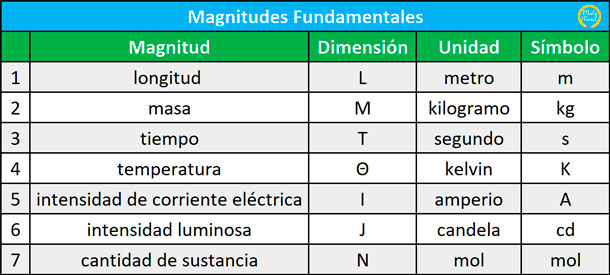 Magnitudes Fundamentales
Magnitud Dimensión Unidad Símbolo
1 longitud L metro m
2 masa M kilogramo kg
3 tiempo T segundo s
4 temperatura Θ kelvin K
5 intensidad de corriente eléctrica I amperio A
6 intensidad luminosa J candela cd
7 cantidad de sustancia N mol mol